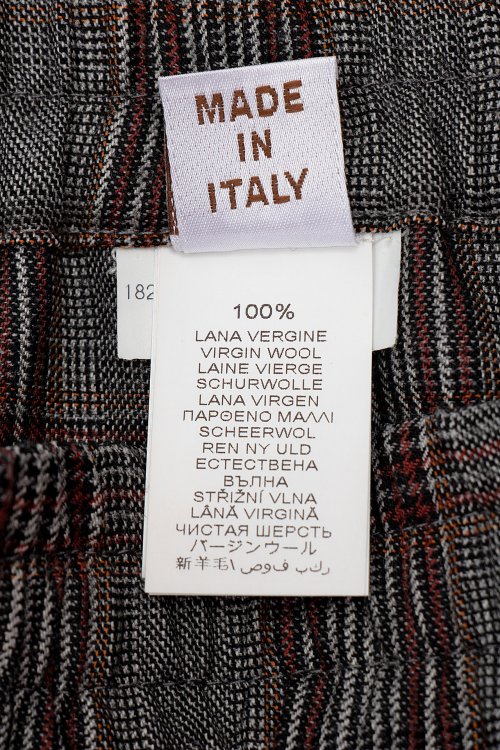 MADE
IN
ITALY
182
100%
LANA VERGINE
VIRGIN WOOL
LAINE VIERGE
SCHURWOLLE
LANA VIRGEN
ΠΑΡΘΕΝΟ ΜΑΛΛΙ
SCHEERWOL
REN NY ULD
ЕСТЕСТВЕНА
ВЪЛНА
STŘIŽNÍ VLNA
LÂNĂ VIRGINĂ
ЧИСТАЯ ШЕРСТЬ
バージンウール
新羊毛